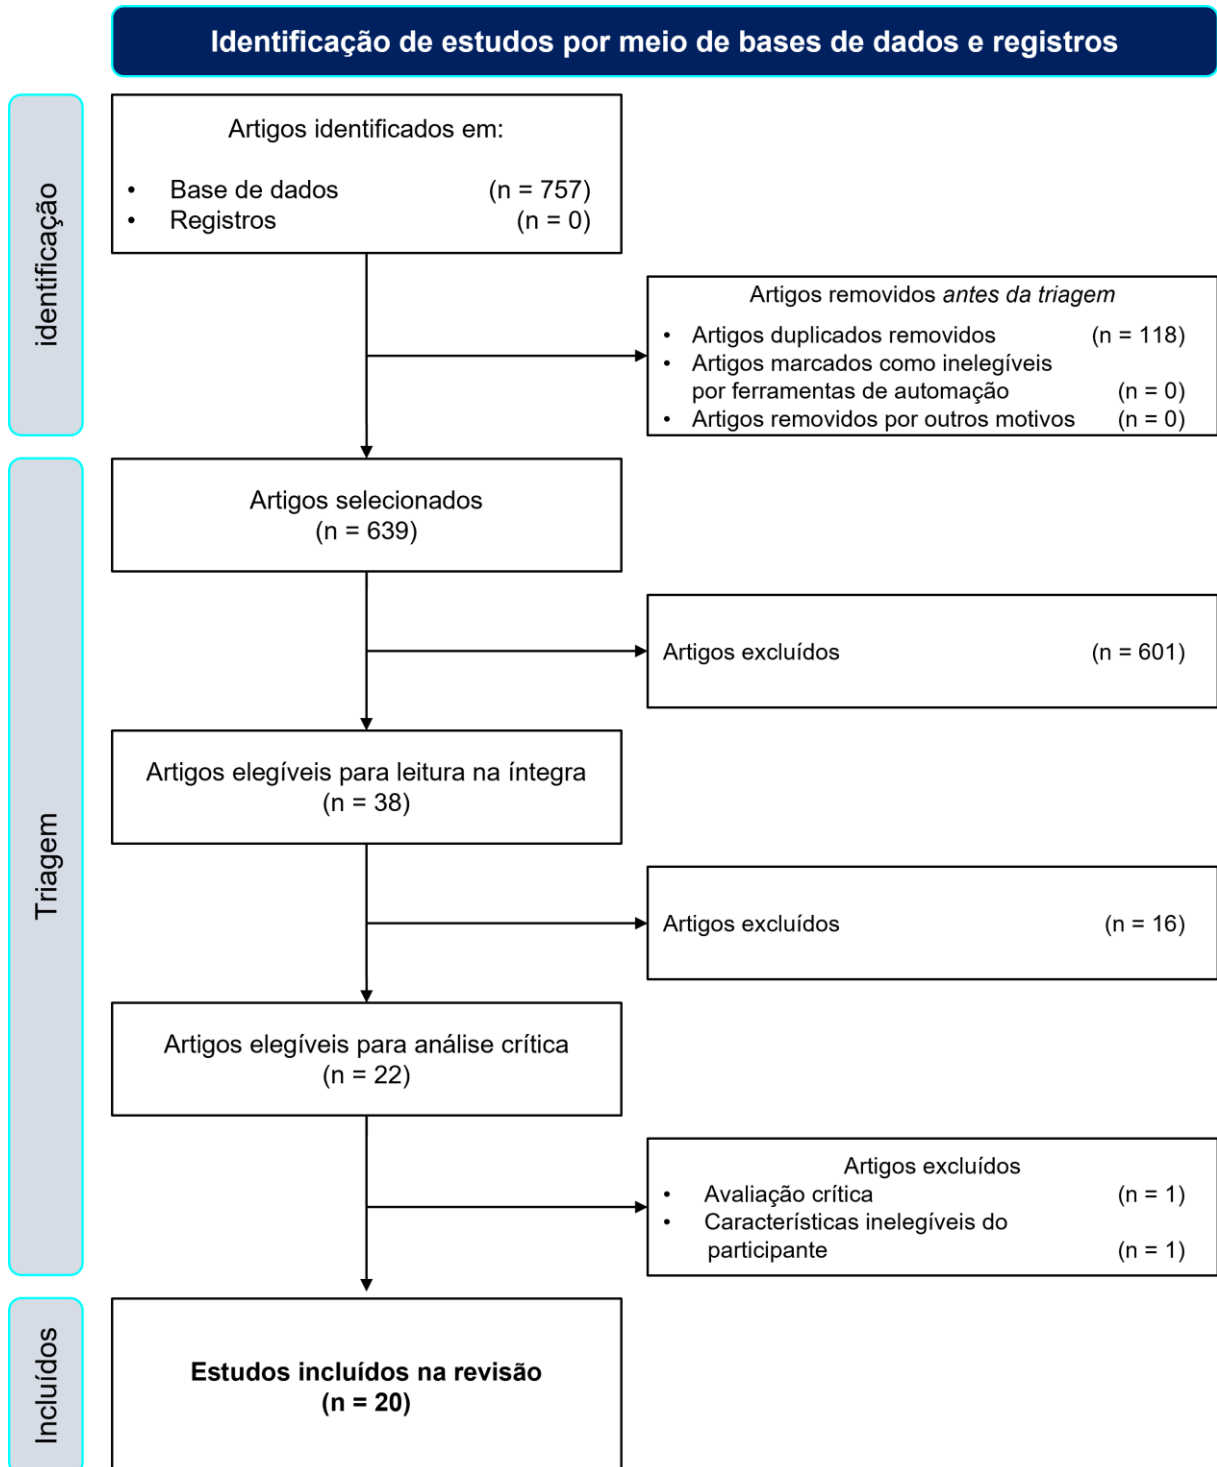 Identificação de estudos por meio de bases de dados e registros
identificação
Artigos identificados em:
• Base de dados (n = 757)
• Registros (n = 0)
Artigos removidos antes da triagem
• Artigos duplicados removidos (n = 118)
• Artigos marcados como inelegíveis
por ferramentas de automação (n = 0)
• Artigos removidos por outros motivos (n = 0)
Triagem
Artigos selecionados
(n = 639)
Artigos excluídos (n = 601)
Artigos elegíveis para leitura na íntegra
(n = 38)
Artigos excluídos (n = 16)
Artigos elegíveis para análise crítica
(n = 22)
Artigos excluídos
• Avaliação crítica (n = 1)
• Características inelegíveis do
participante (n = 1)
Incluídos
Estudos incluídos na revisão
(n = 20)